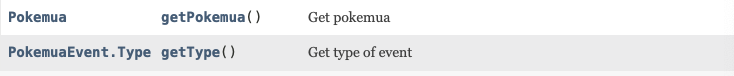 Pokemua getPokemua() Get pokemua
PokemuaEvent.Type getType() Get type of event